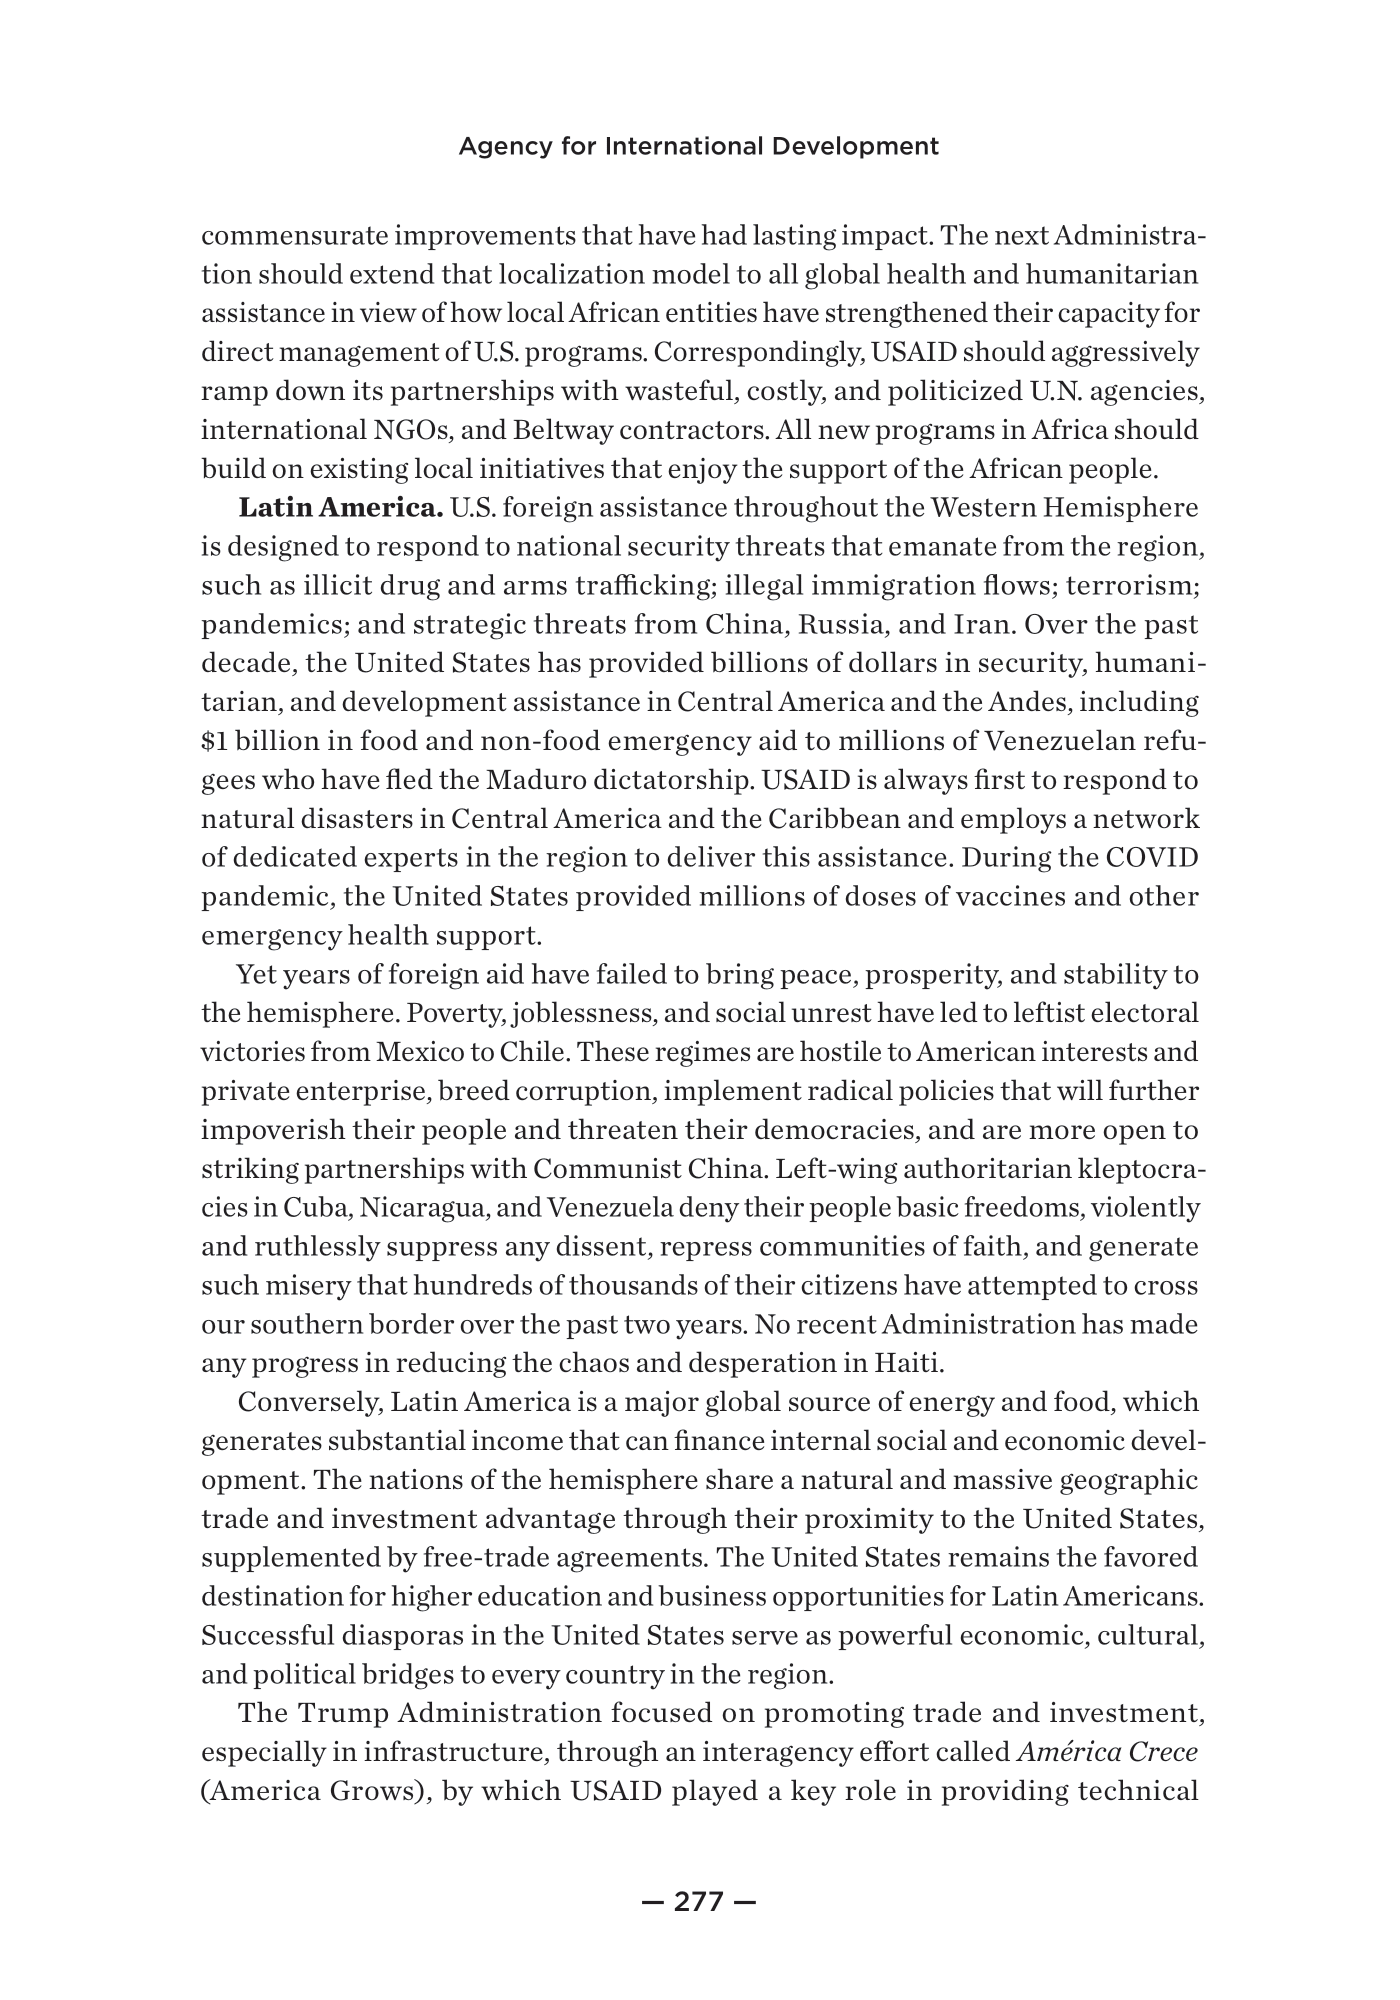 Agency for International Development
commensurate improvements that have had lasting impact. The next Administra-
tion should extend that localization model to all global health and humanitarian
assistance in view of how local African entities have strengthened their capacity for
direct management of U.S. programs. Correspondingly, USAID should aggressively
ramp down its partnerships with wasteful, costly, and politicized U.N. agencies,
international NGOs, and Beltway contractors. All new programs in Africa should
build on existing local initiatives that enjoy the support of the African people.
Latin America. U.S. foreign assistance throughout the Western Hemisphere
is designed to respond to national security threats that emanate from the region,
such as illicit drug and arms trafficking; illegal immigration flows; terrorism;
pandemics; and strategic threats from China, Russia, and Iran. Over the past
decade, the United States has provided billions of dollars in security, humani-
tarian, and development assistance in Central America and the Andes, including
$1 billion in food and non-food emergency aid to millions of Venezuelan refu-
gees who have fled the Maduro dictatorship. USAID is always first to respond to
natural disasters in Central America and the Caribbean and employs a network
of dedicated experts in the region to deliver this assistance. During the COVID
pandemic, the United States provided millions of doses of vaccines and other
emergency health support.
Yet years of foreign aid have failed to bring peace, prosperity, and stability to
the hemisphere. Poverty, joblessness, and social unrest have led to leftist electoral
victories from Mexico to Chile. These regimes are hostile to American interests and
private enterprise, breed corruption, implement radical policies that will further
impoverish their people and threaten their democracies, and are more open to
striking partnerships with Communist China. Left-wing authoritarian kleptocra-
cies in Cuba, Nicaragua, and Venezuela deny their people basic freedoms, violently
and ruthlessly suppress any dissent, repress communities of faith, and generate
such misery that hundreds of thousands of their citizens have attempted to cross
our southern border over the past two years. No recent Administration has made
any progress in reducing the chaos and desperation in Haiti.
Conversely, Latin America is a major global source of energy and food, which
generates substantial income that can finance internal social and economic devel-
opment. The nations of the hemisphere share a natural and massive geographic
trade and investment advantage through their proximity to the United States,
supplemented by free-trade agreements. The United States remains the favored
destination for higher education and business opportunities for Latin Americans.
Successful diasporas in the United States serve as powerful economic, cultural,
and political bridges to every country in the region.
The Trump Administration focused on promoting trade and investment,
especially in infrastructure, through an interagency effort called América Crece
(America Grows), by which USAID played a key role in providing technical
— 277 —